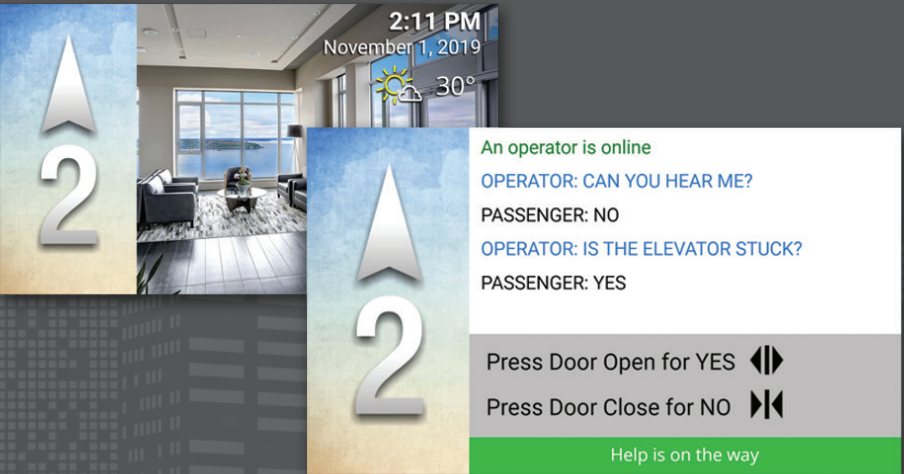 2:11 PM
November 1, 2019
30°
2
An operator is online
OPERATOR: CAN YOU HEAR ME?
PASSENGER: NO
OPERATOR: IS THE ELEVATOR STUCK?
PASSENGER: YES
2
Press Door Open for YES
Press Door Close for NO
Help is on the way